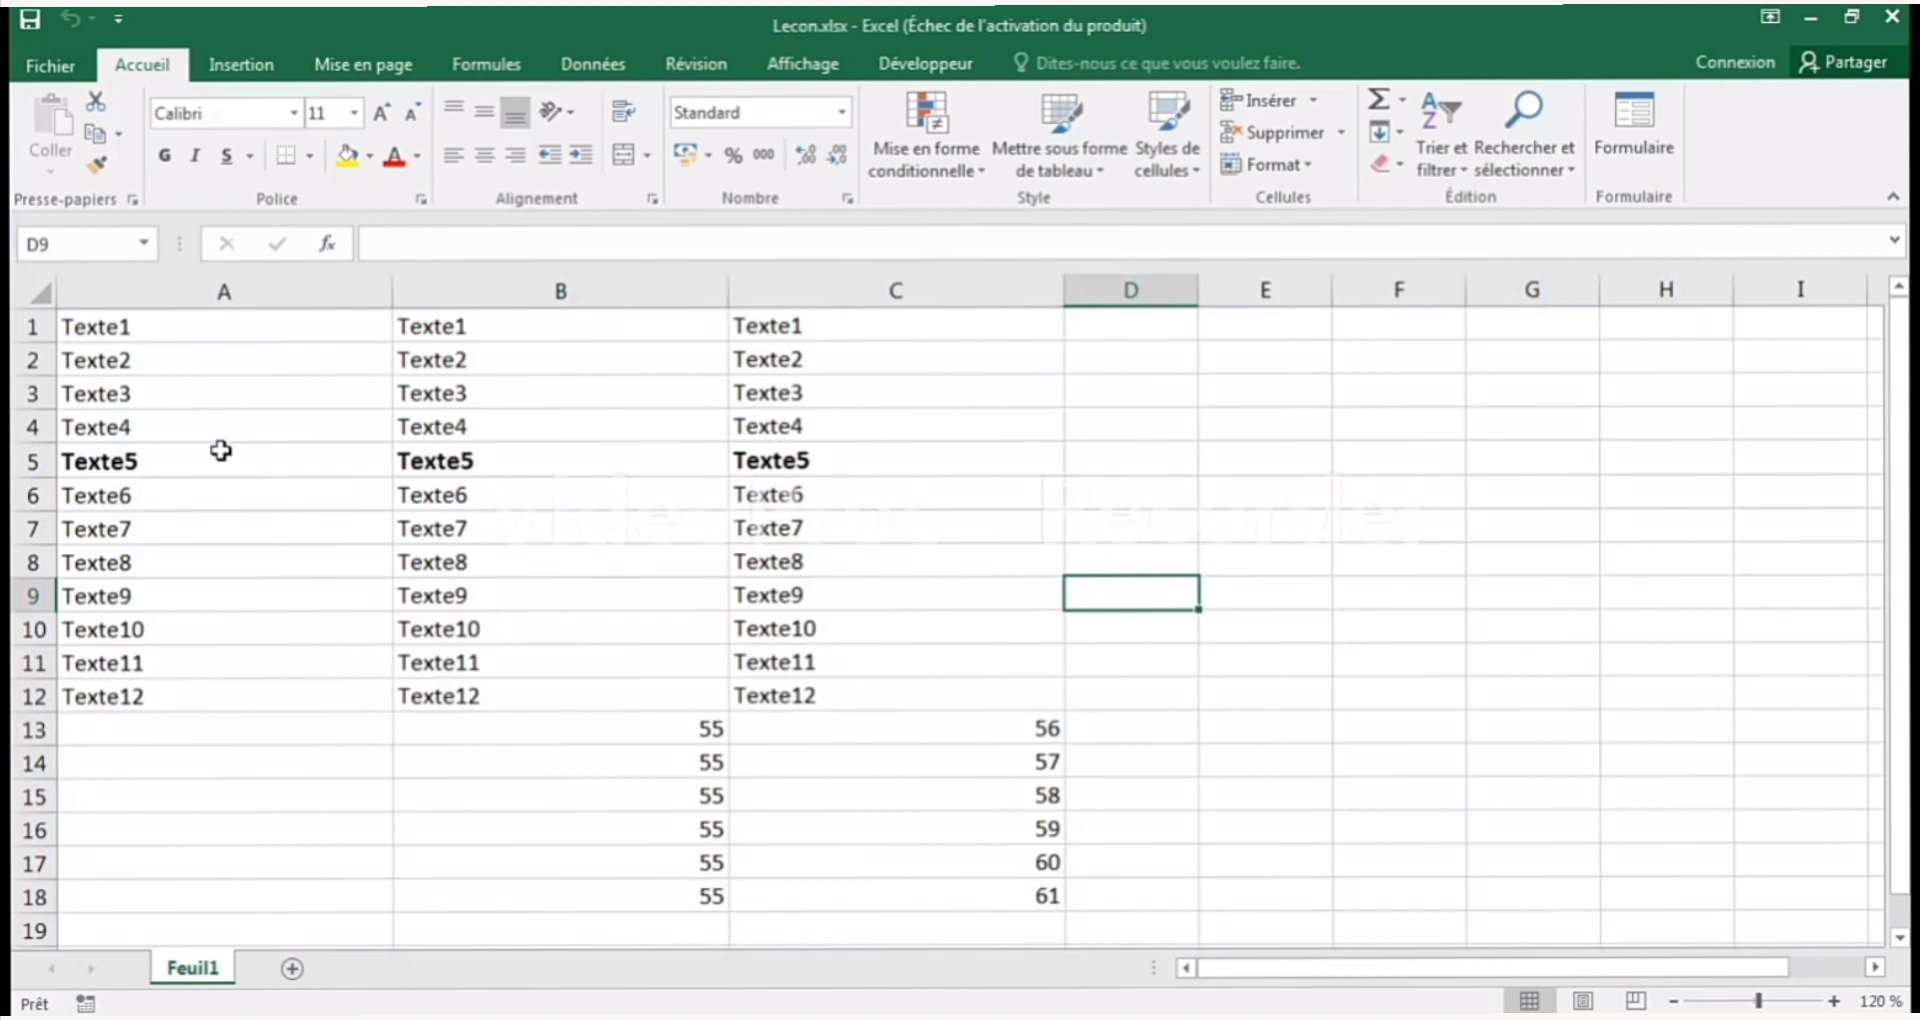 Lecon.xlsx - Excel (Échec de l'activation du produit)
Fichier Accueil Insertion Mise en page Formules Données Révision Affichage Développeur Dites-nous ce que vous voulez faire. Connexion Partager
Coller
Presse-papiers
Calibri 11
G I S
Police
Alignement
Standard
% 000 ,00 ,0
Nombre
Mise en forme conditionnelle
Mettre sous forme de tableau
Styles de cellules
Style
Insérer
Supprimer
Format
Cellules
Σ
Trier et filtrer
Rechercher et sélectionner
Édition
Formulaire
Formulaire
D9 fx
A B C D E F G H I
1 Texte1 Texte1 Texte1
2 Texte2 Texte2 Texte2
3 Texte3 Texte3 Texte3
4 Texte4 Texte4 Texte4
5 Texte5 Texte5 Texte5
6 Texte6 Texte6 Texte6
7 Texte7 Texte7 Texte7
8 Texte8 Texte8 Texte8
9 Texte9 Texte9 Texte9
10 Texte10 Texte10 Texte10
11 Texte11 Texte11 Texte11
12 Texte12 Texte12 Texte12
13 55 56
14 55 57
15 55 58
16 55 59
17 55 60
18 55 61
19
Feuil1
Prêt 120 %